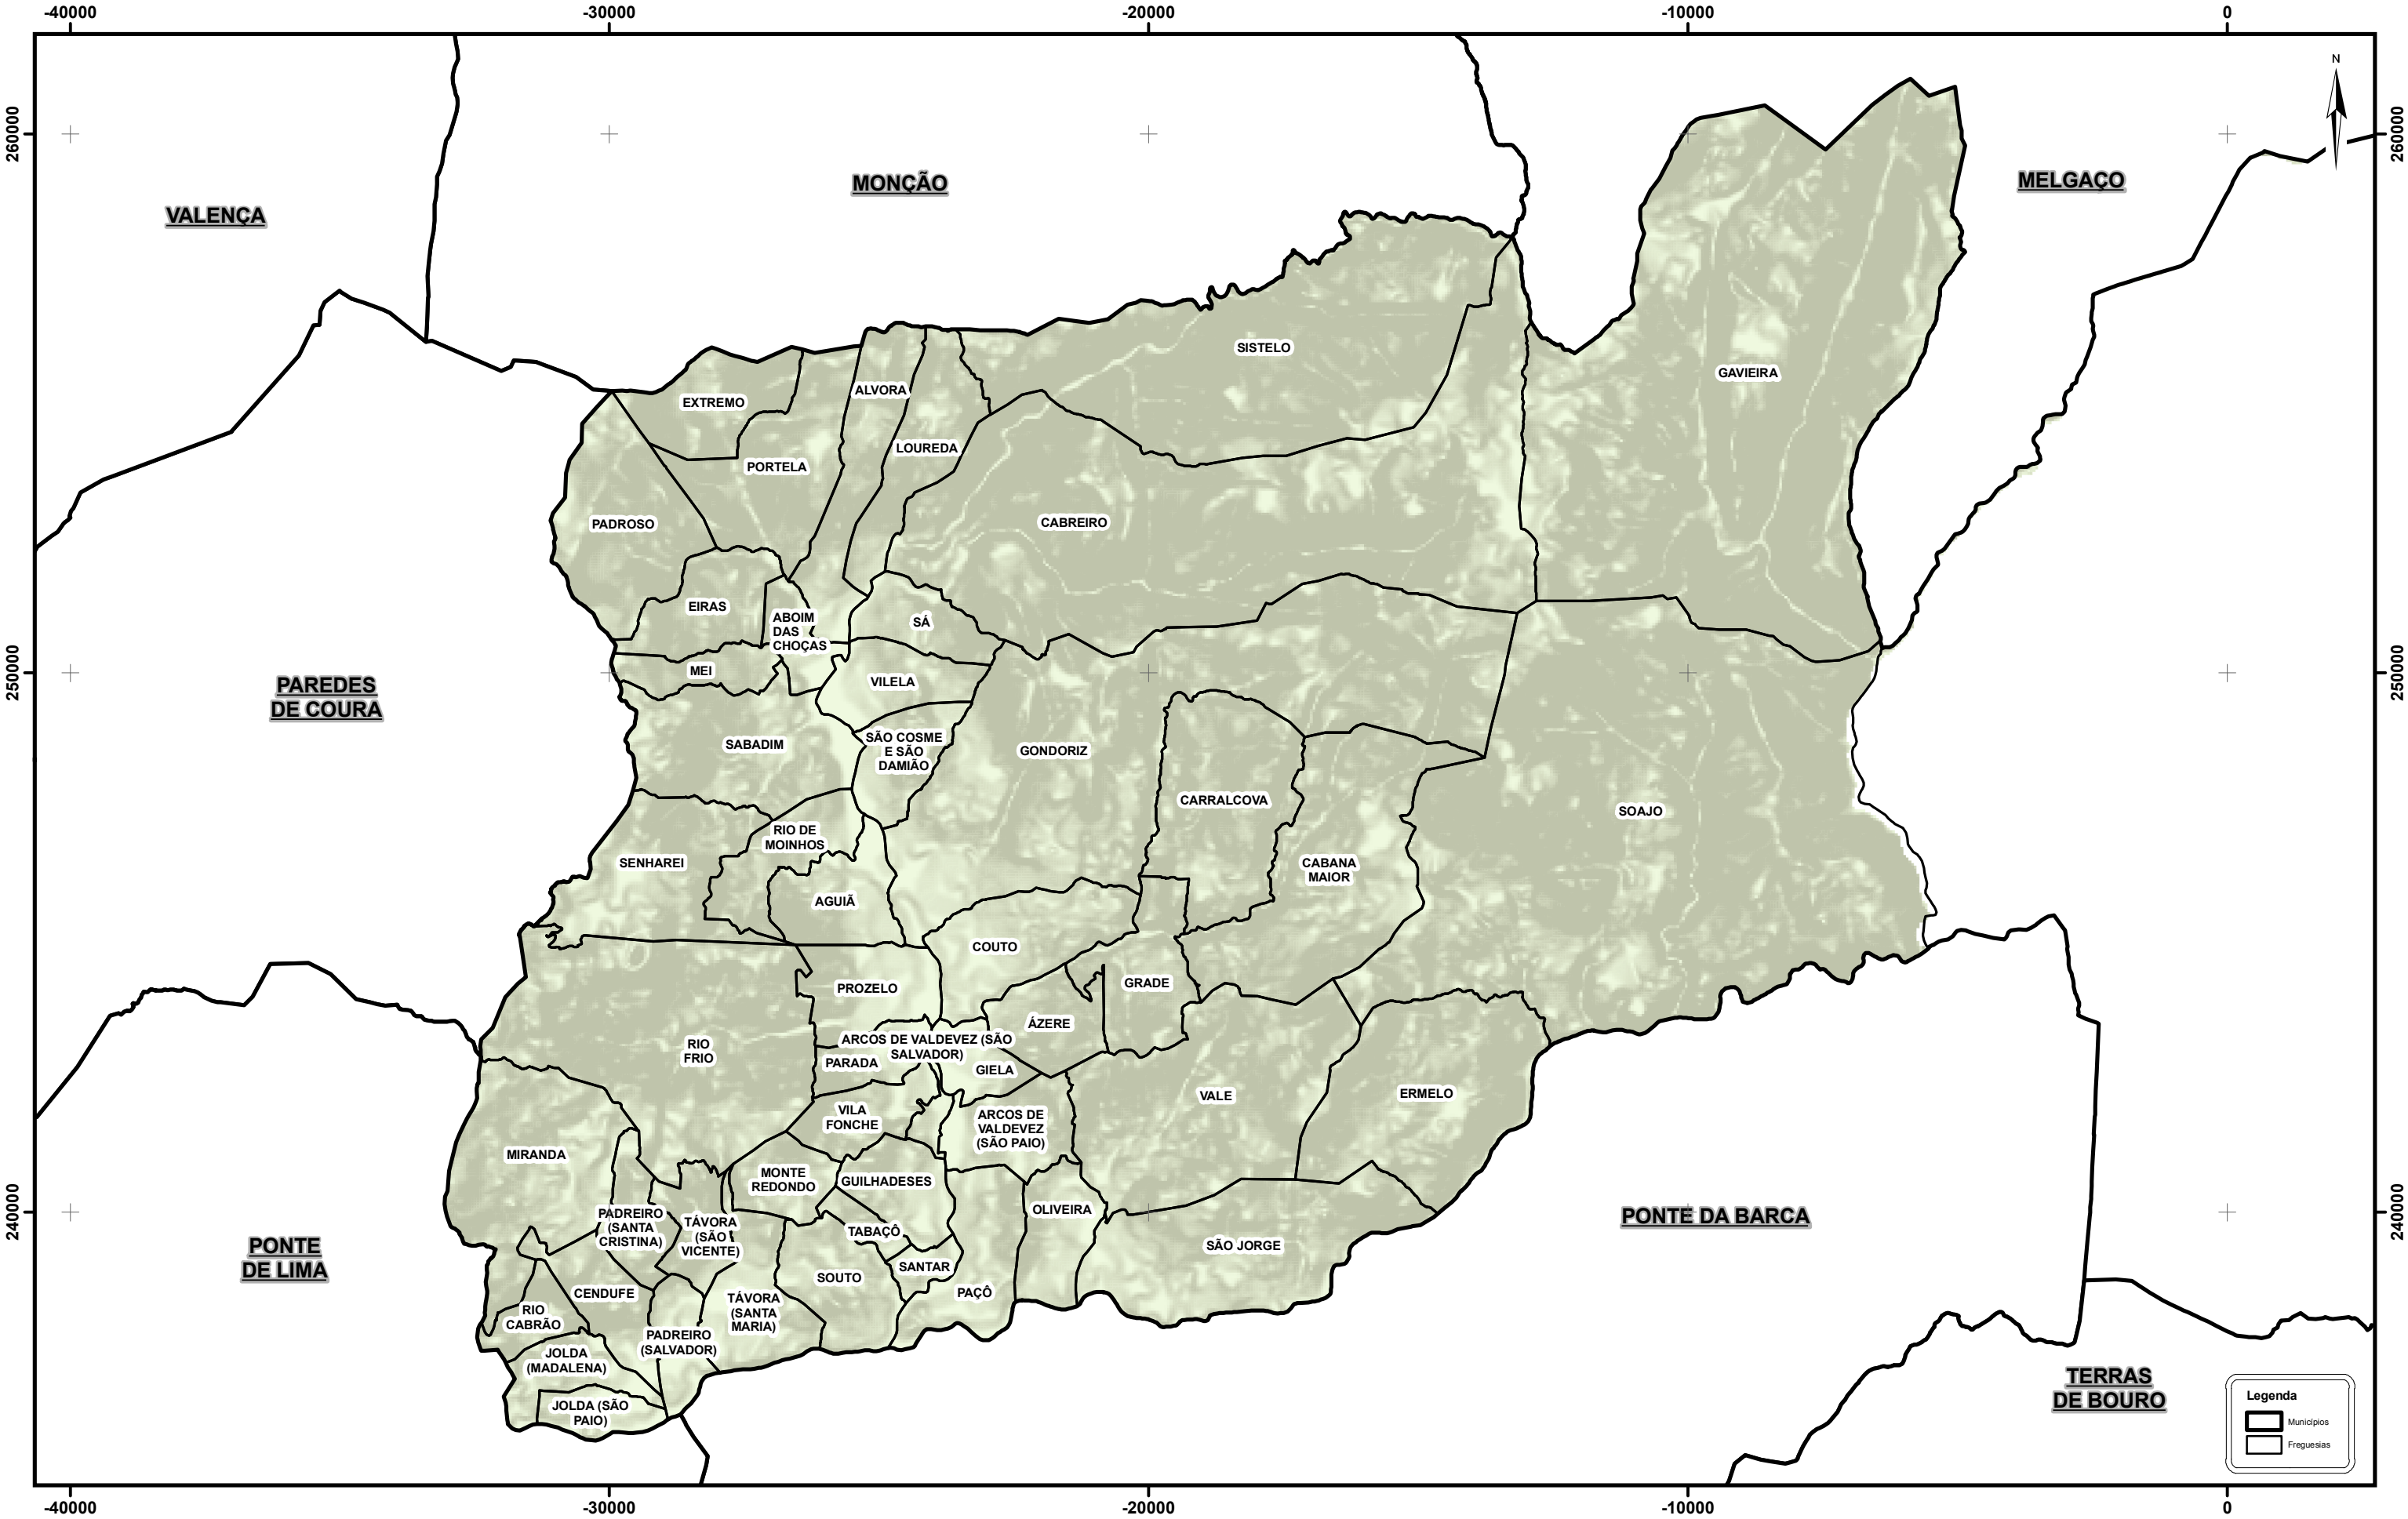 -40000
-30000
-20000
-10000
0
N
260000
260000
MONÇÃO
MELGAÇO
VALENÇA
SISTELO
GAVIEIRA
ALVORA
EXTREMO
LOUREDA
PORTELA
PADROSO
CABREIRO
EIRAS
ABOIM
DAS
CHOÇAS
SÁ
250000
250000
MEI
VILELA
PAREDES
DE COURA
SABADIM
SÃO COSME
E SÃO
DAMIÃO
GONDORIZ
CARRALCOVA
SOAJO
RIO DE
MOINHOS
SENHAREI
CABANA
MAIOR
AGUIÃ
COUTO
PROZELO
GRADE
ÁZERE
ARCOS DE VALDEVEZ (SÃO
SALVADOR)
RIO
FRIO
PARADA
GIELA
VALE
ERMELO
VILA
FONCHE
ARCOS DE
VALDEVEZ
(SÃO PAIO)
MIRANDA
MONTE
REDONDO
GUILHADESES
240000
240000
OLIVEIRA
PADREIRO
(SANTA
CRISTINA)
TÁVORA
(SÃO
VICENTE)
TABAÇÔ
PONTE DA BARCA
SÃO JORGE
PONTE
DE LIMA
SANTAR
SOUTO
CENDUFE
PAÇÔ
TÁVORA
(SANTA
MARIA)
RIO
CABRÃO
PADREIRO
(SALVADOR)
JOLDA
(MADALENA)
JOLDA (SÃO
PAIO)
TERRAS
DE BOURO
Legenda
Municípios
Freguesias
-40000
-30000
-20000
-10000
0